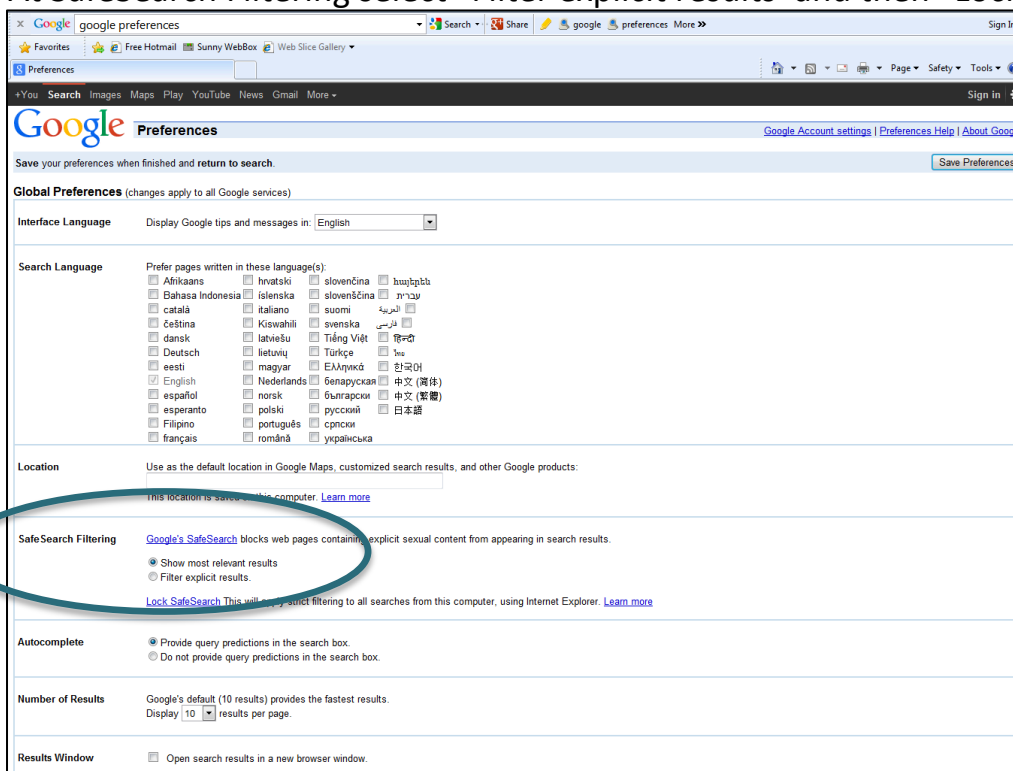 At SafeSearch Filtering select "Filter explicit results" and then "Lock
Google google preferences Search Share google preferences More »
Favorites Free Hotmail Sunny WebBox Web Slice Gallery
Preferences Page Safety Tools
+You Search Images Maps Play YouTube News Gmail More Sign in
Google Preferences Google Account settings | Preferences Help | About
Save your preferences when finished and return to search. Save Preferences
Global Preferences (changes apply to all Google services)
Interface Language Display Google tips and messages in: English
Search Language Prefer pages written in these language(s):
Afrikaans hrvatski slovenčina հայերեն
Bahasa Indonesia íslenska slovenščina עברית
català italiano suomi العربية
čeština Kiswahili svenska فارسی
dansk latviešu Tiếng Việt हिन्दी
Deutsch lietuvių Türkçe ไทย
eesti magyar Ελληνικά 한국어
English Nederlands беларуская 中文 (简体)
español norsk български 中文 (繁體)
esperanto polski русский 日本語
Filipino português српски
français română українська
Location Use as the default location in Google Maps, customized search results, and other Google products:
This location is saved on this computer. Learn more
SafeSearch Filtering Google's SafeSearch blocks web pages containing explicit sexual content from appearing in search results.
Show most relevant results
Filter explicit results.
Lock SafeSearch This will apply strict filtering to all searches from this computer, using Internet Explorer. Learn more
Autocomplete Provide query predictions in the search box.
Do not provide query predictions in the search box.
Number of Results Google's default (10 results) provides the fastest results.
Display 10 results per page.
Results Window Open search results in a new browser window.